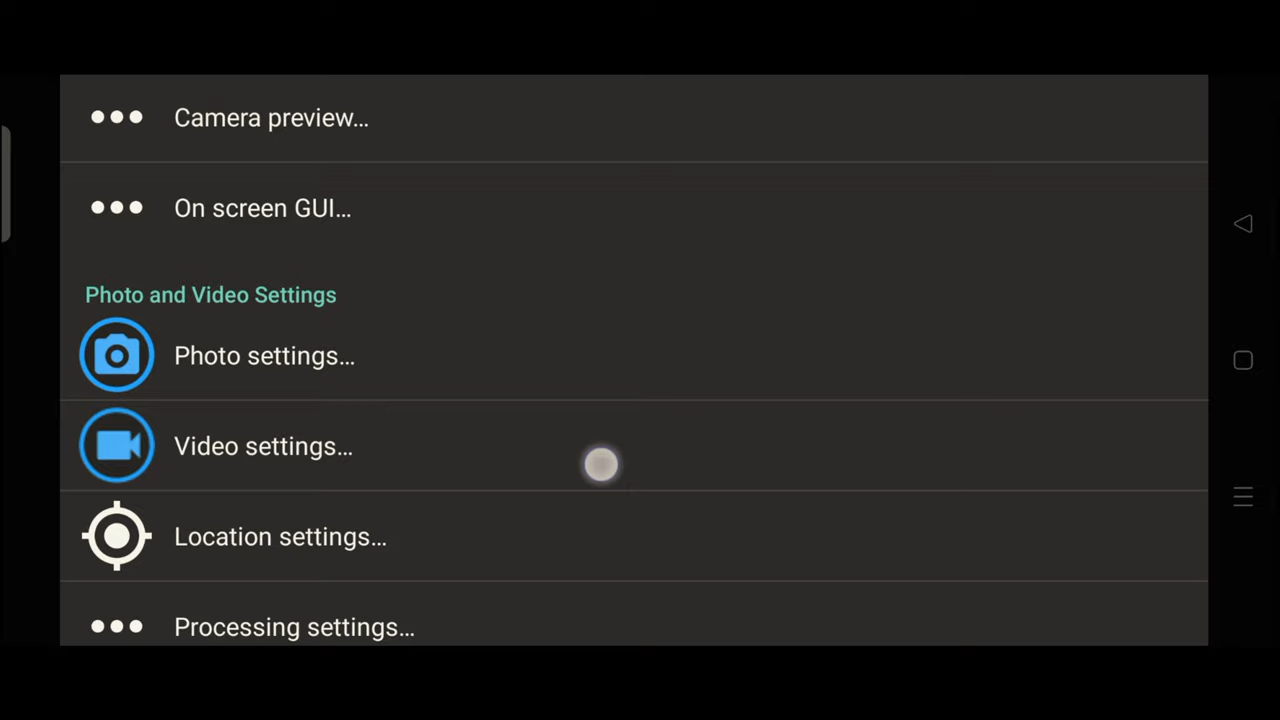 Camera preview...
On screen GUI...
Photo and Video Settings
Photo settings...
Video settings...
Location settings...
Processing settings...